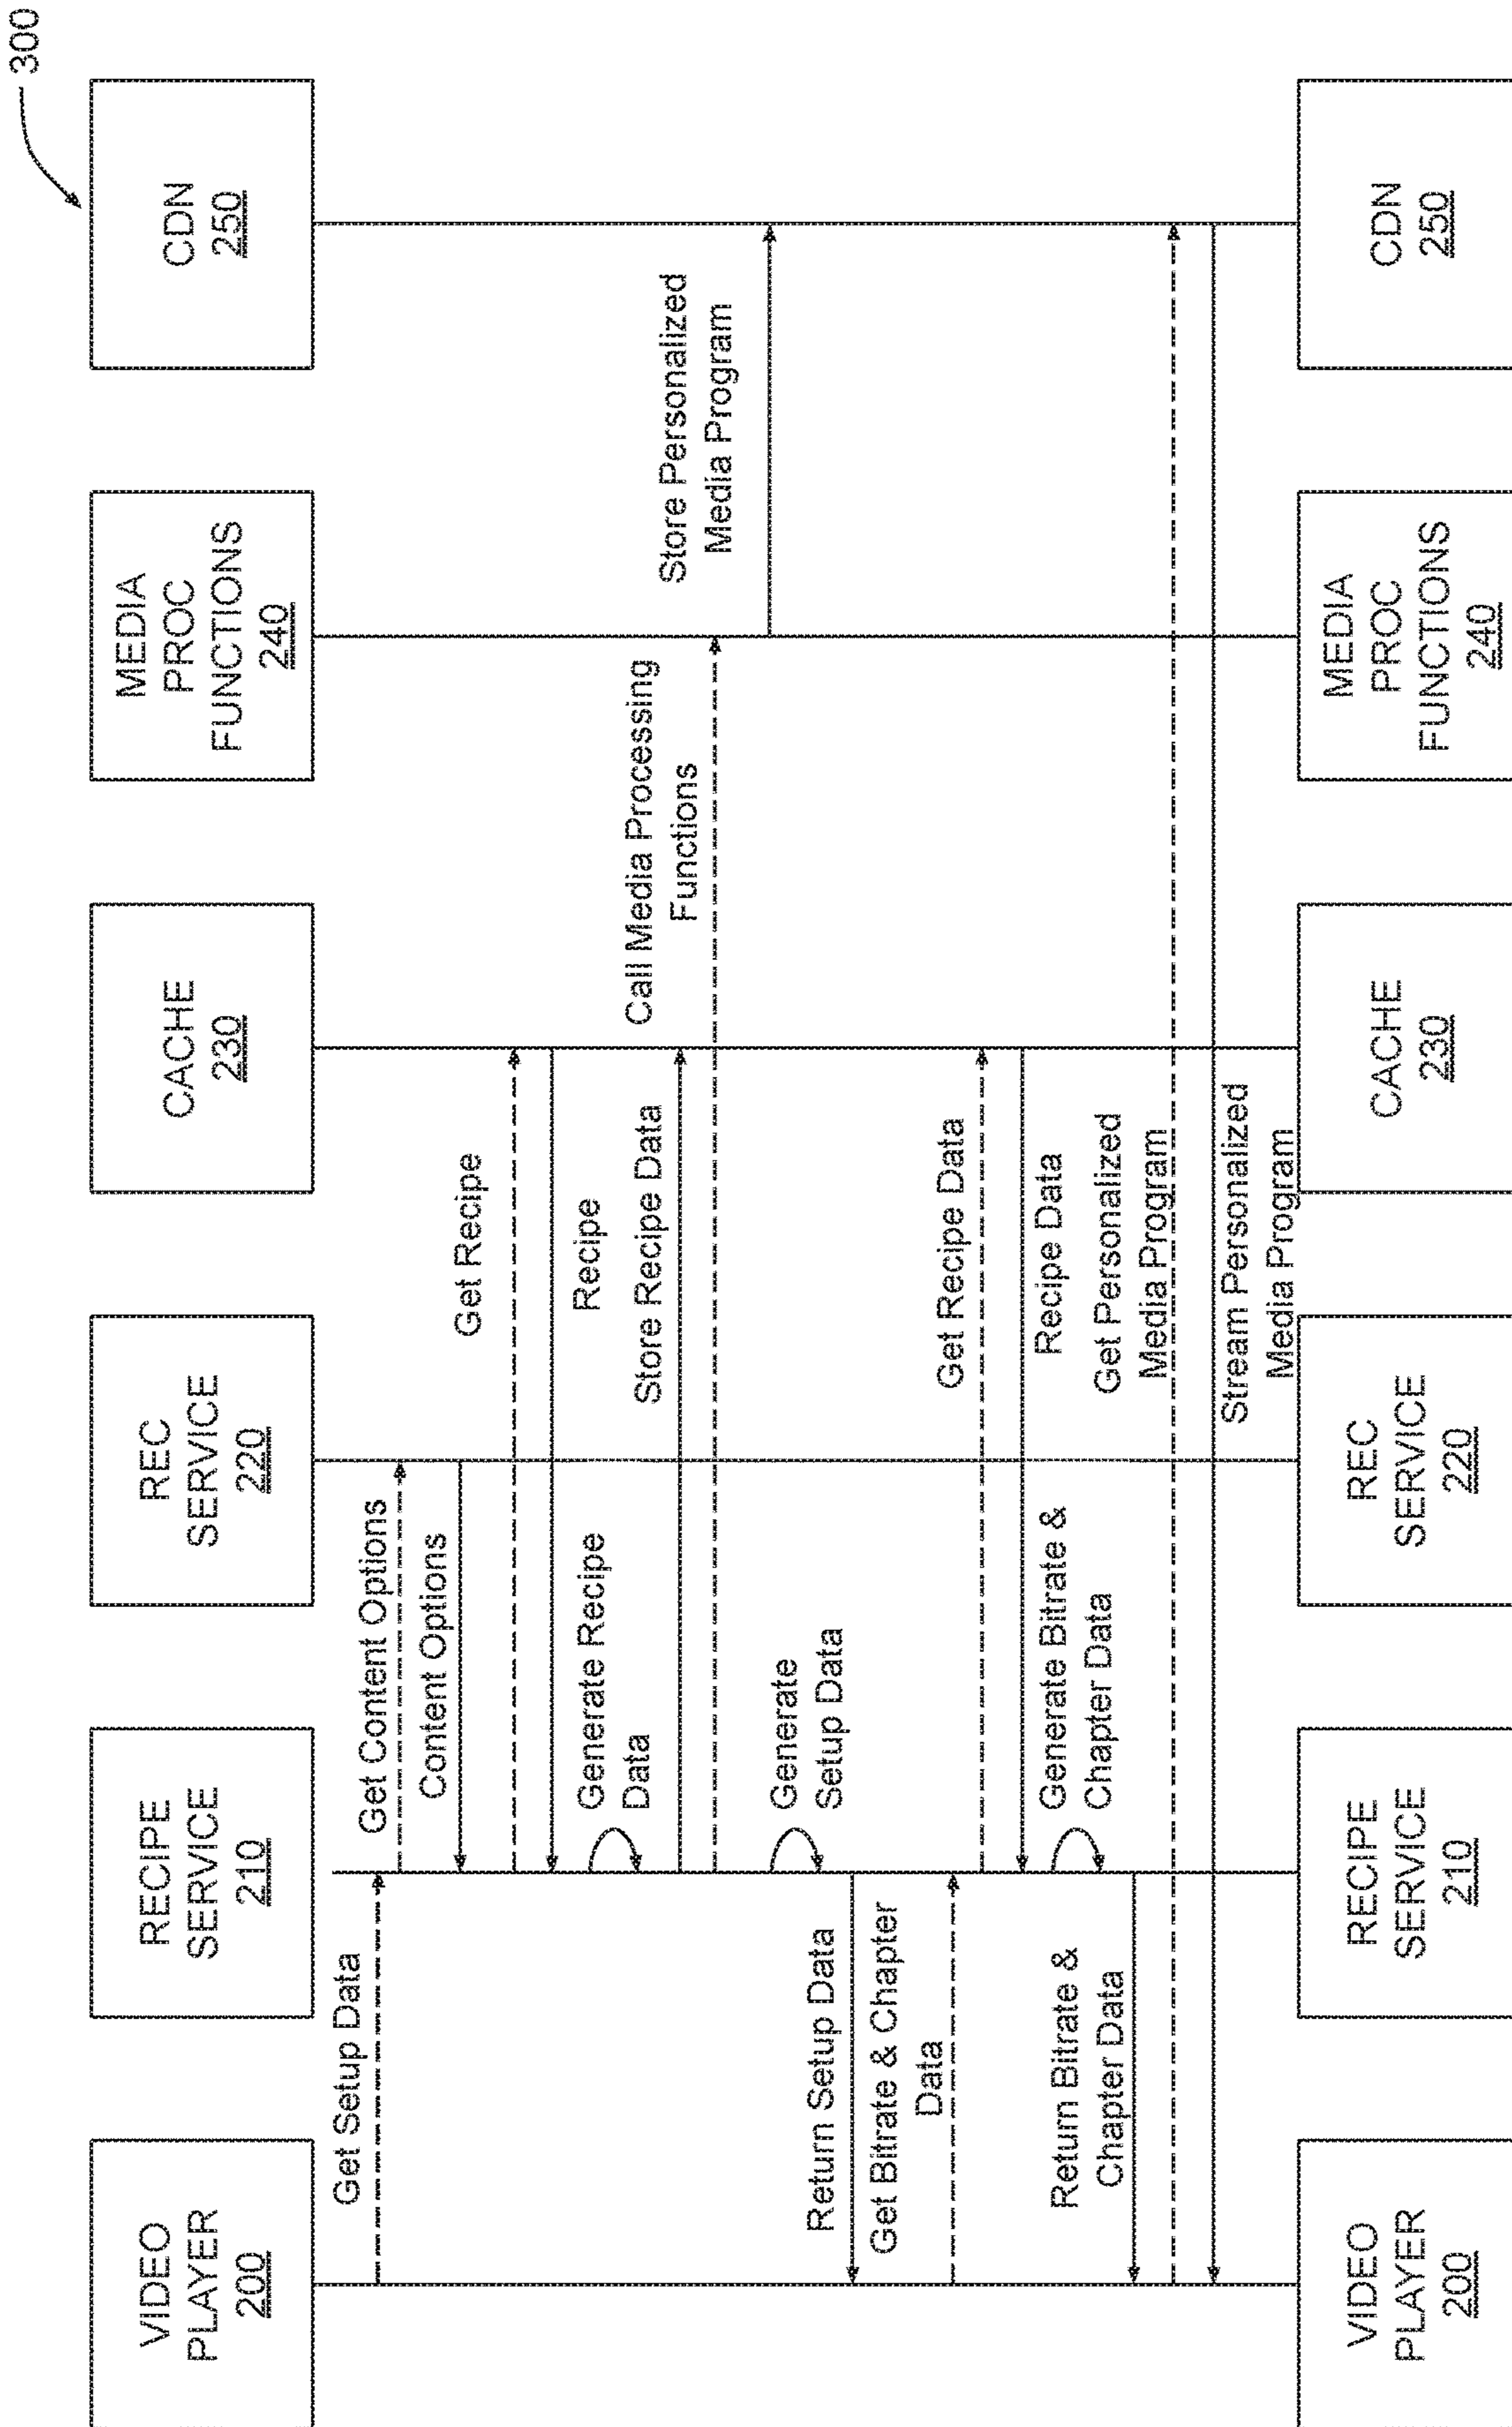 300
VIDEO
PLAYER
200
RECIPE
SERVICE
210
REC
SERVICE
220
CACHE
230
MEDIA
PROC
FUNCTIONS
240
CDN
250
Get Setup Data
Get Content Options
Content Options
Get Recipe
Recipe
Generate Recipe
Data
Store Recipe Data
Call Media Processing
Functions
Store Personalized
Media Program
Generate
Setup Data
Return Setup Data
Get Bitrate & Chapter
Data
Get Recipe Data
Recipe Data
Generate Bitrate &
Chapter Data
Return Bitrate &
Chapter Data
Get Personalized
Media Program
Stream Personalized
Media Program
VIDEO
PLAYER
200
RECIPE
SERVICE
210
REC
SERVICE
220
CACHE
230
MEDIA
PROC
FUNCTIONS
240
CDN
250